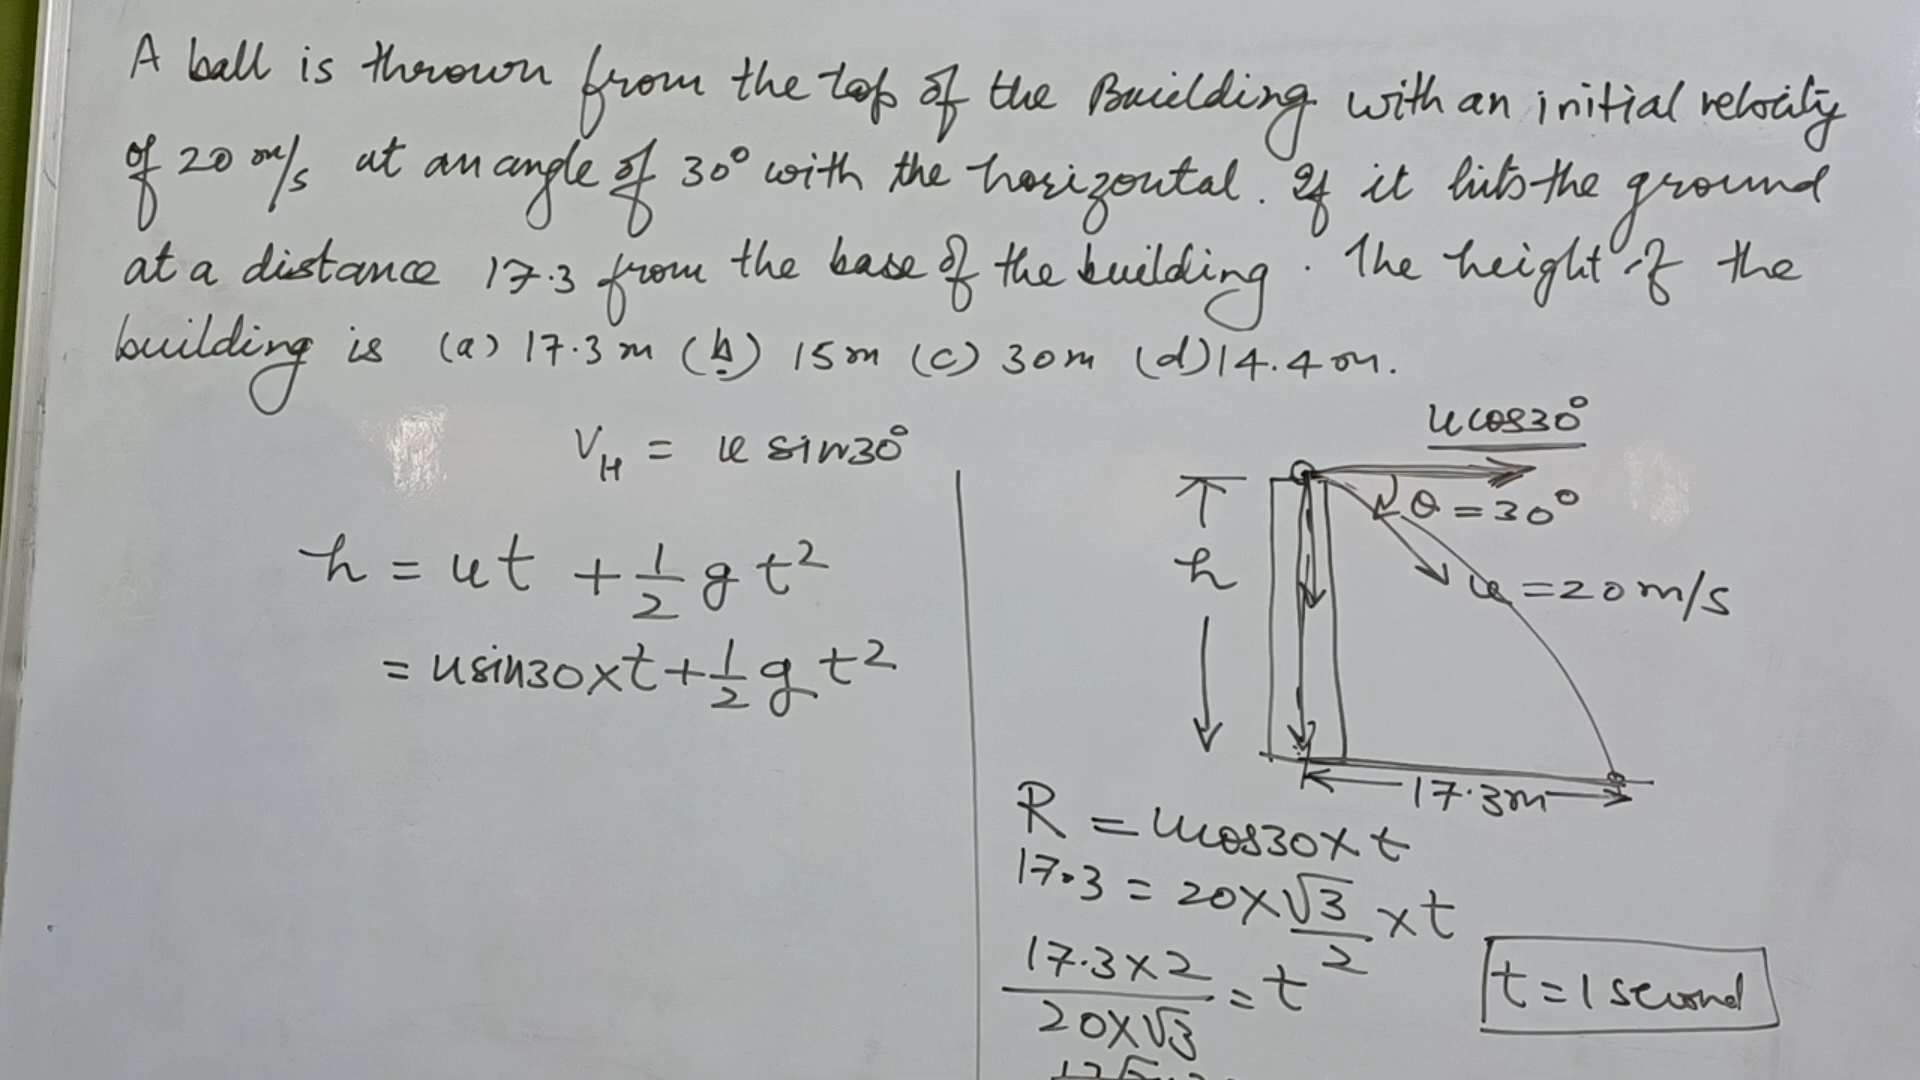 A ball is thrown from the top of the Building with an initial velocity
of 20 m/s at an angle of 30° with the horizontal. If it hits the ground
at a distance 17.3 from the base of the building. The height of the
building is (a) 17.3 m (b) 15 m (c) 30 m (d) 14.4 m.
V_H = u sin30°
h = ut + 1/2 g t²
= usin30×t + 1/2 g t²
ucos30°
θ = 30°
h
u = 20 m/s
17.3m
R = ucos30×t
17.3 = 20×√3/2 ×t
17.3×2/20×√3 = t
t = 1 second